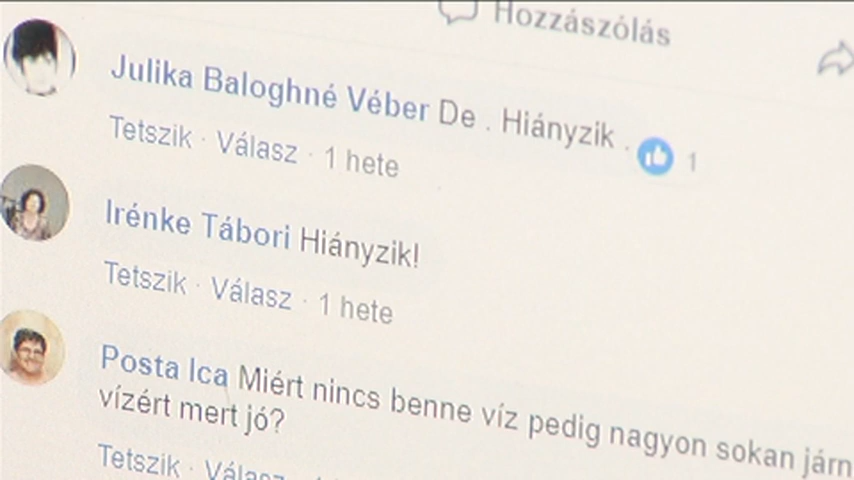 Hozzászólás
Julika Baloghné Véber De . Hiányzik . 1
Tetszik · Válasz · 1 hete
Irénke Tábori Hiányzik!
Tetszik · Válasz · 1 hete
Posta Ica Miért nincs benne víz pedig nagyon sokan járn
vízért mert jó?
Tetszik · Válasz